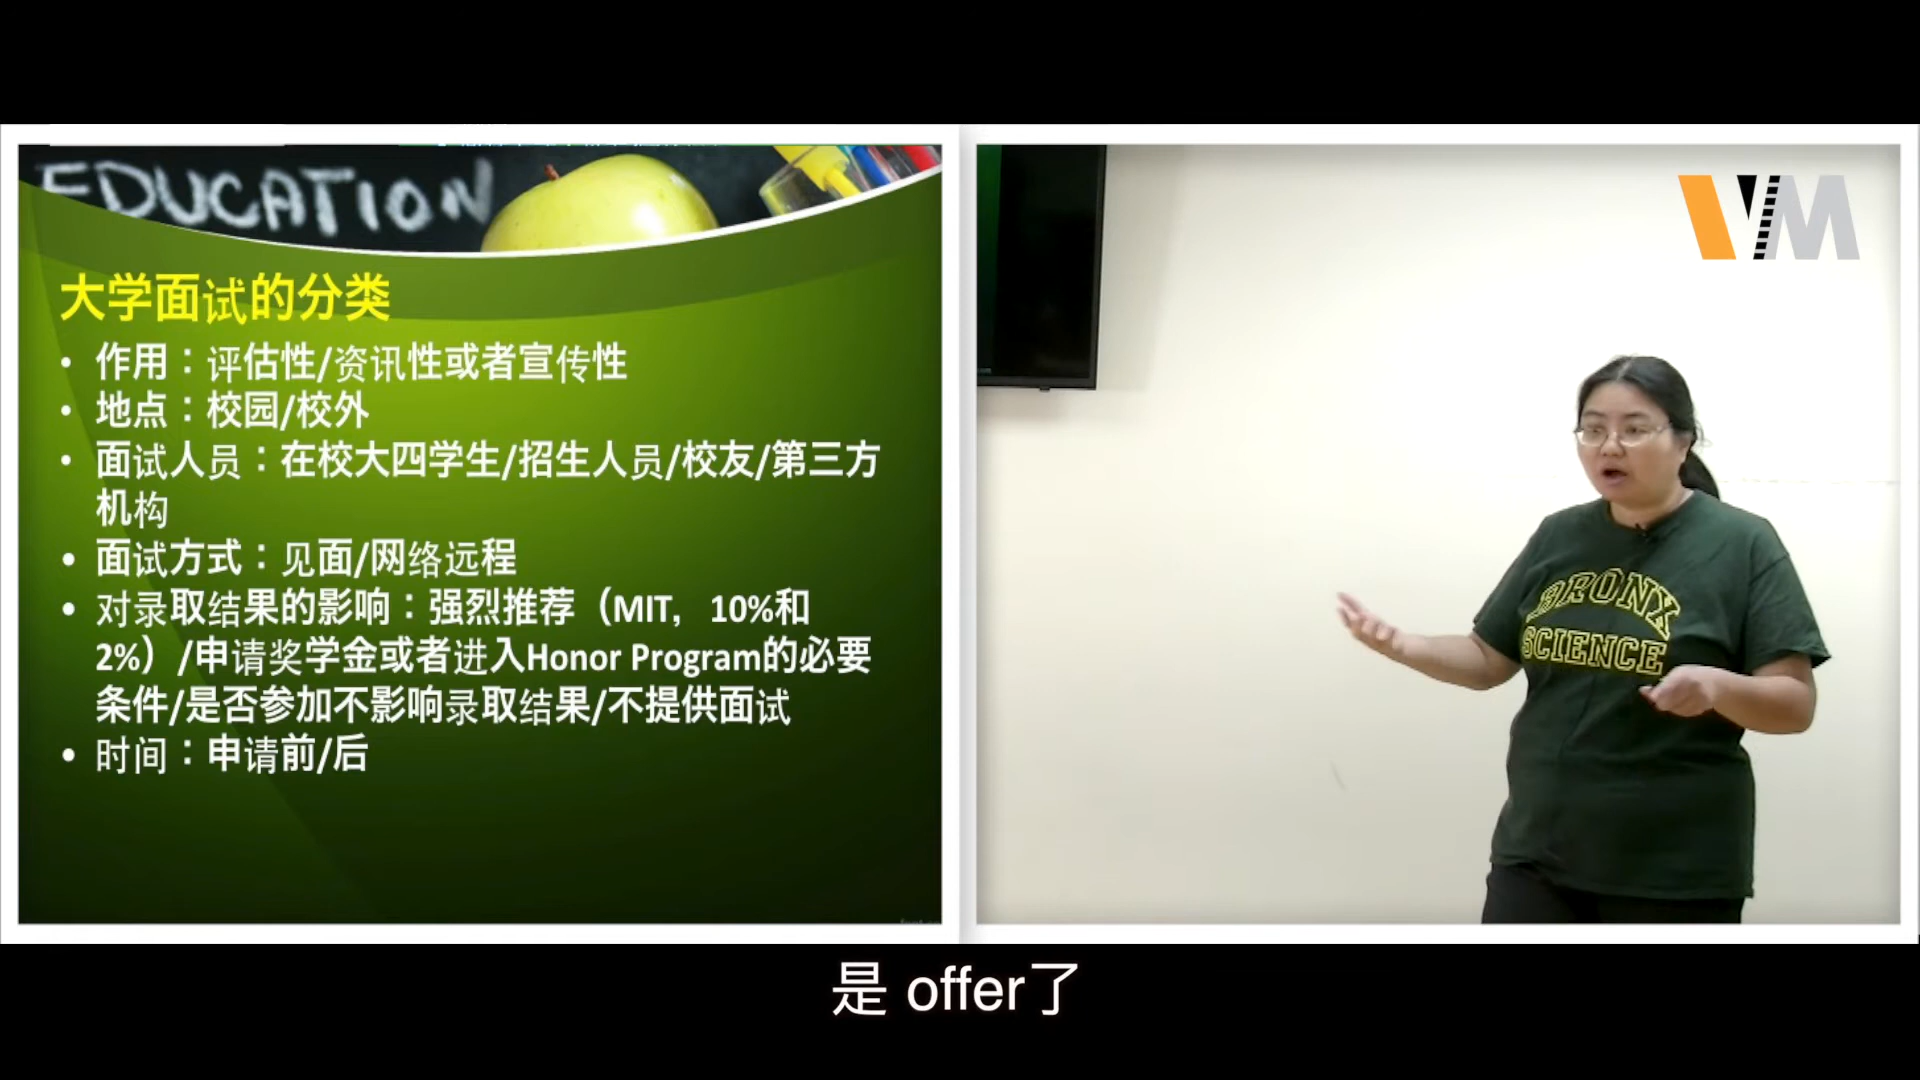 EDUCATION
大学面试的分类
• 作用：评估性/资讯性或者宣传性
• 地点：校园/校外
• 面试人员：在校大四学生/招生人员/校友/第三方
机构
• 面试方式：见面/网络远程
• 对录取结果的影响：强烈推荐（MIT，10%和
2%）/申请奖学金或者进入Honor Program的必要
条件/是否参加不影响录取结果/不提供面试
• 时间：申请前/后
VM
BRONX
SCIENCE
是 offer了